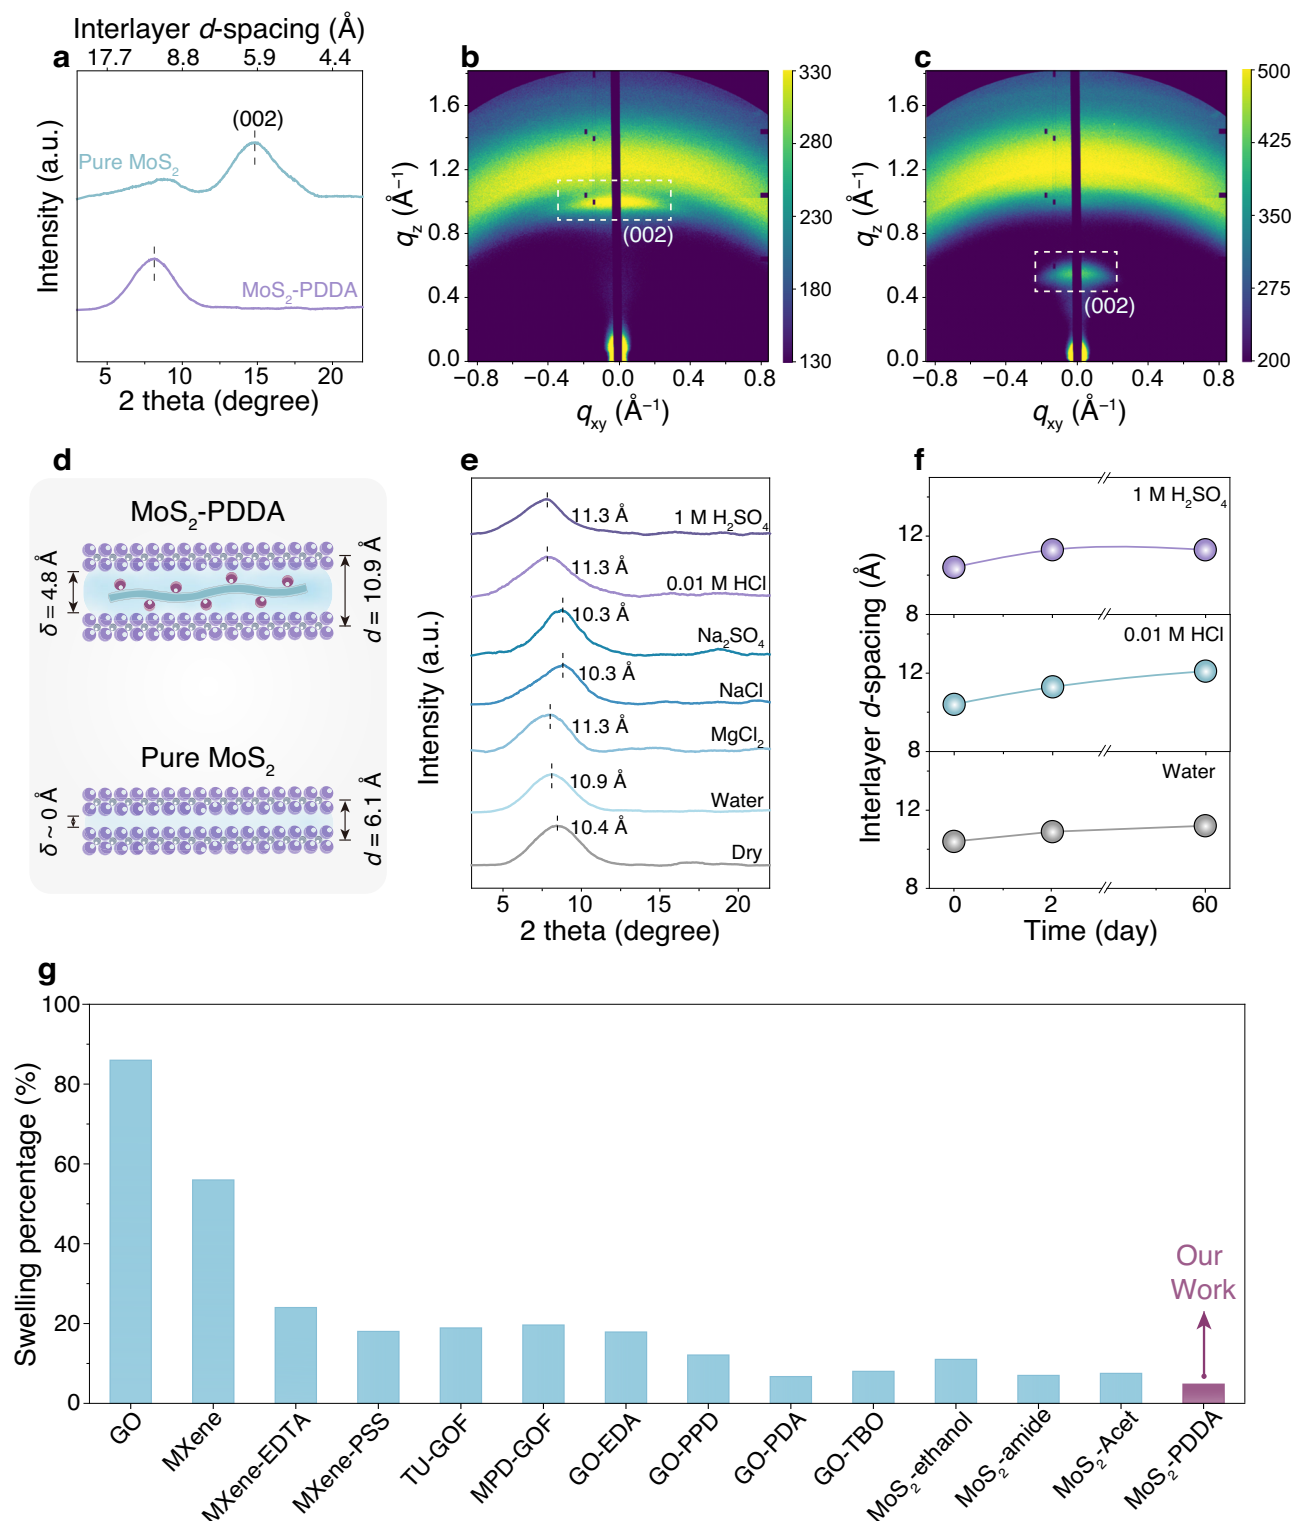 Interlayer d-spacing (Å)
a
17.7 8.8 5.9 4.4
(002)
Pure MoS₂
MoS₂-PDDA
Intensity (a.u.)
5 10 15 20
2 theta (degree)
b
1.6
1.2
0.8
0.4
0.0
q_z (Å⁻¹)
(002)
−0.8 −0.4 0.0 0.4 0.8
q_xy (Å⁻¹)
330
280
230
180
130
c
1.6
1.2
0.8
0.4
0.0
q_z (Å⁻¹)
(002)
−0.8 −0.4 0.0 0.4 0.8
q_xy (Å⁻¹)
500
425
350
275
200
d
MoS₂-PDDA
δ = 4.8 Å
d = 10.9 Å
Pure MoS₂
δ ~ 0 Å
d = 6.1 Å
e
Intensity (a.u.)
11.3 Å 1 M H₂SO₄
11.3 Å 0.01 M HCl
10.3 Å Na₂SO₄
10.3 Å NaCl
11.3 Å MgCl₂
10.9 Å Water
10.4 Å Dry
5 10 15 20
2 theta (degree)
f
Interlayer d-spacing (Å)
1 M H₂SO₄
12
8
0.01 M HCl
12
8
Water
12
8
0 2 60
Time (day)
g
Swelling percentage (%)
100
80
60
40
20
0
Our
Work
GO
MXene
MXene-EDTA
MXene-PSS
TU-GOF
MPD-GOF
GO-EDA
GO-PPD
GO-PDA
GO-TBO
MoS₂-ethanol
MoS₂-amide
MoS₂-Acet
MoS₂-PDDA